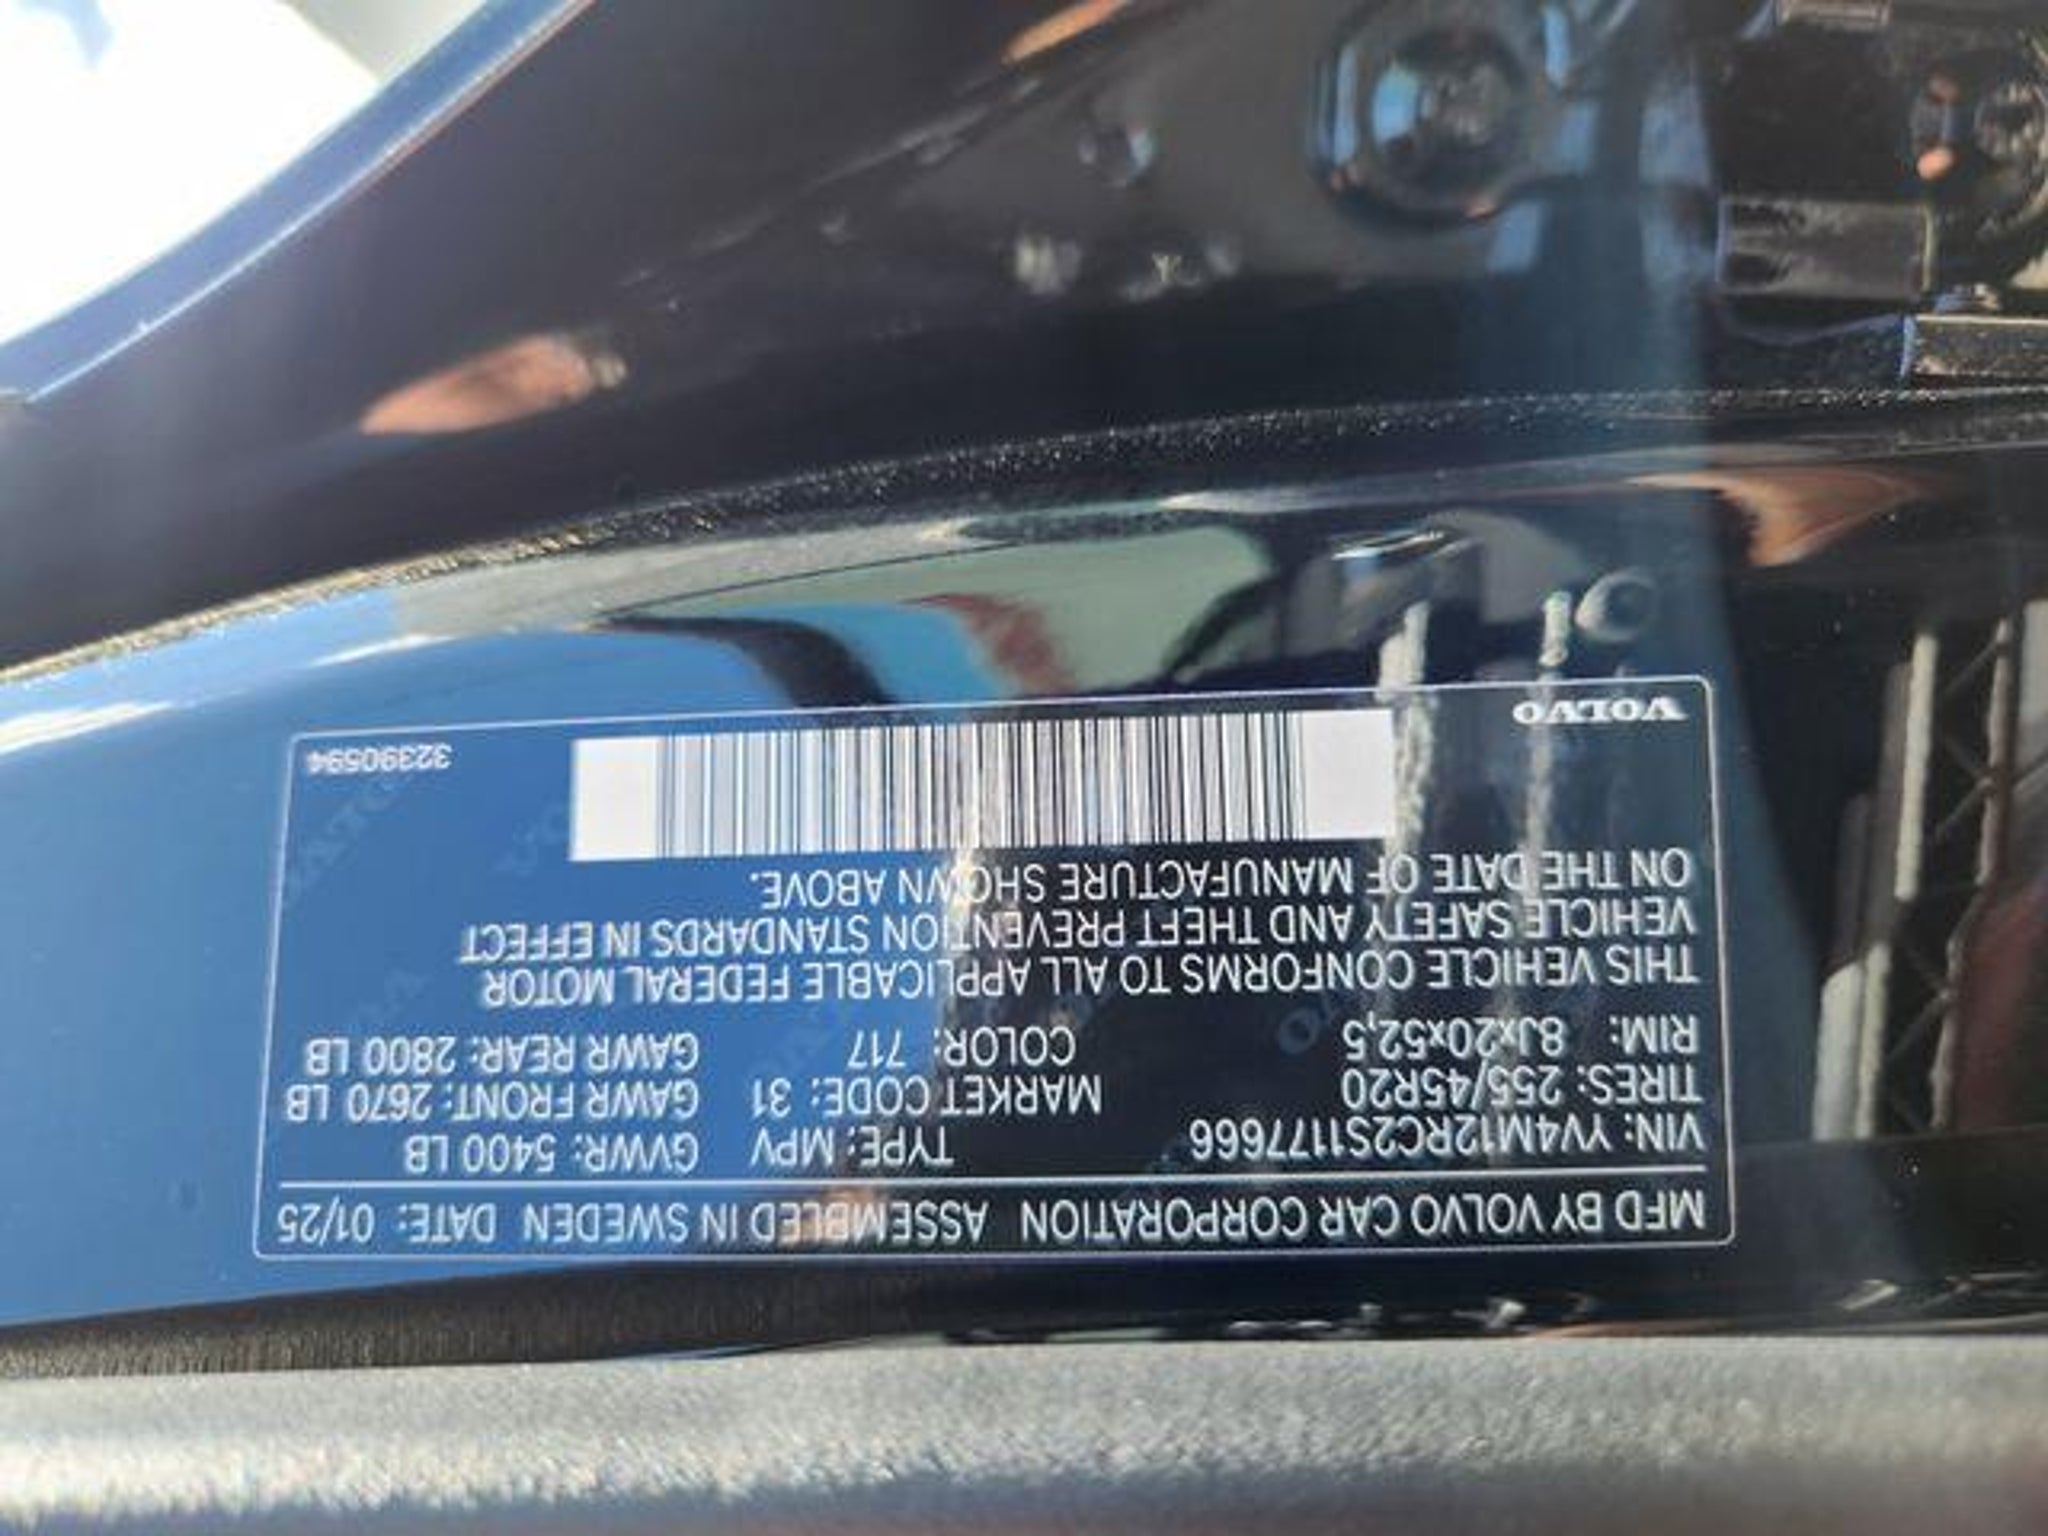 MFD BY VOLVO CAR CORPORATION ASSEMBLED IN SWEDEN DATE: 01/25
VIN: YV4M12RC2S1177666 TYPE: MPV GVWR: 5400 LB
TIRES: 255/45R20 MARKET CODE: 31 GAWR FRONT: 2670 LB
RIM: 8Jx20x52,5 COLOR: 717 GAWR REAR: 2800 LB
THIS VEHICLE CONFORMS TO ALL APPLICABLE FEDERAL MOTOR
VEHICLE SAFETY AND THEFT PREVENTION STANDARDS IN EFFECT
ON THE DATE OF MANUFACTURE SHOWN ABOVE.
VOLVO 32390594